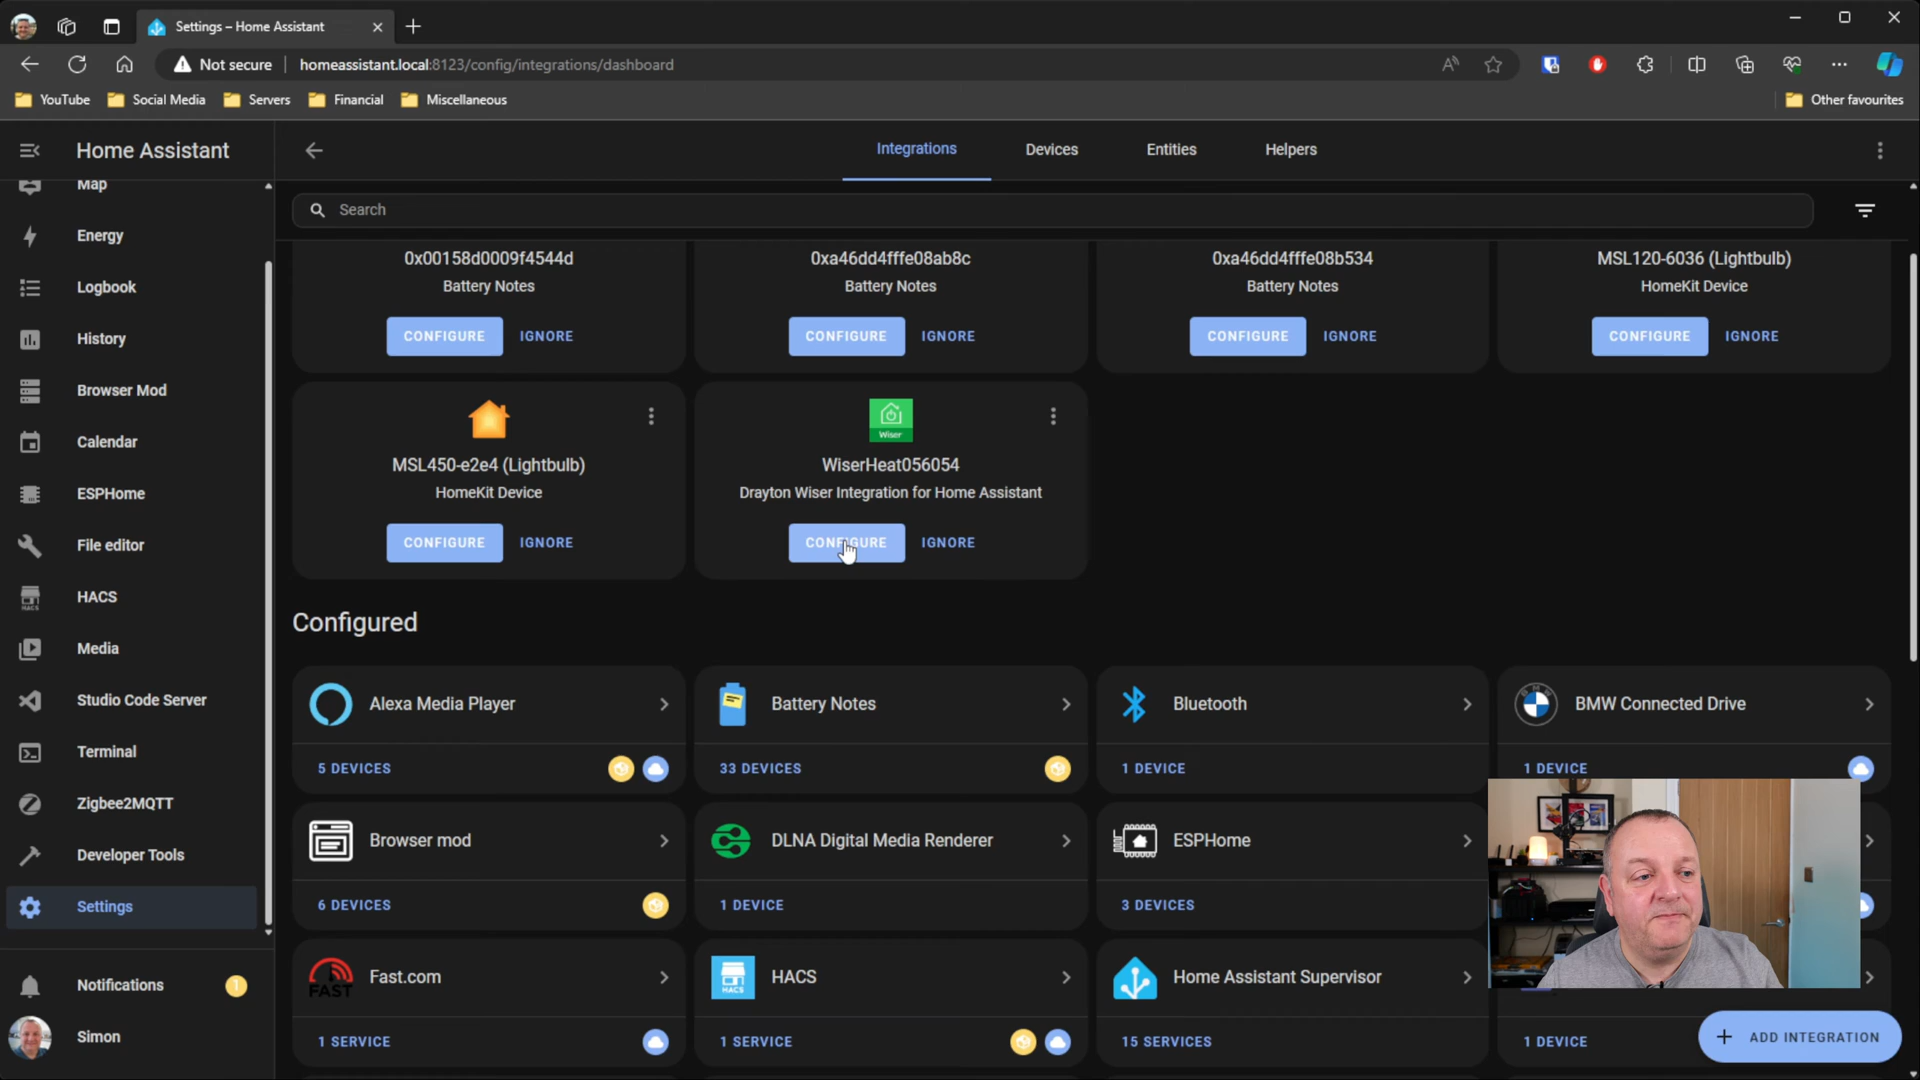 Settings – Home Assistant
Not secure
homeassistant.local:8123/config/integrations/dashboard
YouTube
Social Media
Servers
Financial
Miscellaneous
Other favourites
Home Assistant
Integrations
Devices
Entities
Helpers
Map
Energy
Logbook
History
Browser Mod
Calendar
ESPHome
File editor
HACS
HACS
Media
Studio Code Server
Terminal
Zigbee2MQTT
Developer Tools
Settings
Notifications
1
Simon
Search
0x00158d0009f4544d
Battery Notes
CONFIGURE
IGNORE
0xa46dd4fffe08ab8c
Battery Notes
CONFIGURE
IGNORE
0xa46dd4fffe08b534
Battery Notes
CONFIGURE
IGNORE
MSL120-6036 (Lightbulb)
HomeKit Device
CONFIGURE
IGNORE
MSL450-e2e4 (Lightbulb)
HomeKit Device
CONFIGURE
IGNORE
Wiser
WiserHeat056054
Drayton Wiser Integration for Home Assistant
CONFIGURE
IGNORE
Configured
Alexa Media Player
5 DEVICES
Battery Notes
33 DEVICES
Bluetooth
1 DEVICE
BMW Connected Drive
1 DEVICE
Browser mod
6 DEVICES
DLNA Digital Media Renderer
1 DEVICE
ESPHome
3 DEVICES
FAST
Fast.com
1 SERVICE
HACS
HACS
1 SERVICE
Home Assistant Supervisor
15 SERVICES
1 DEVICE
ADD INTEGRATION